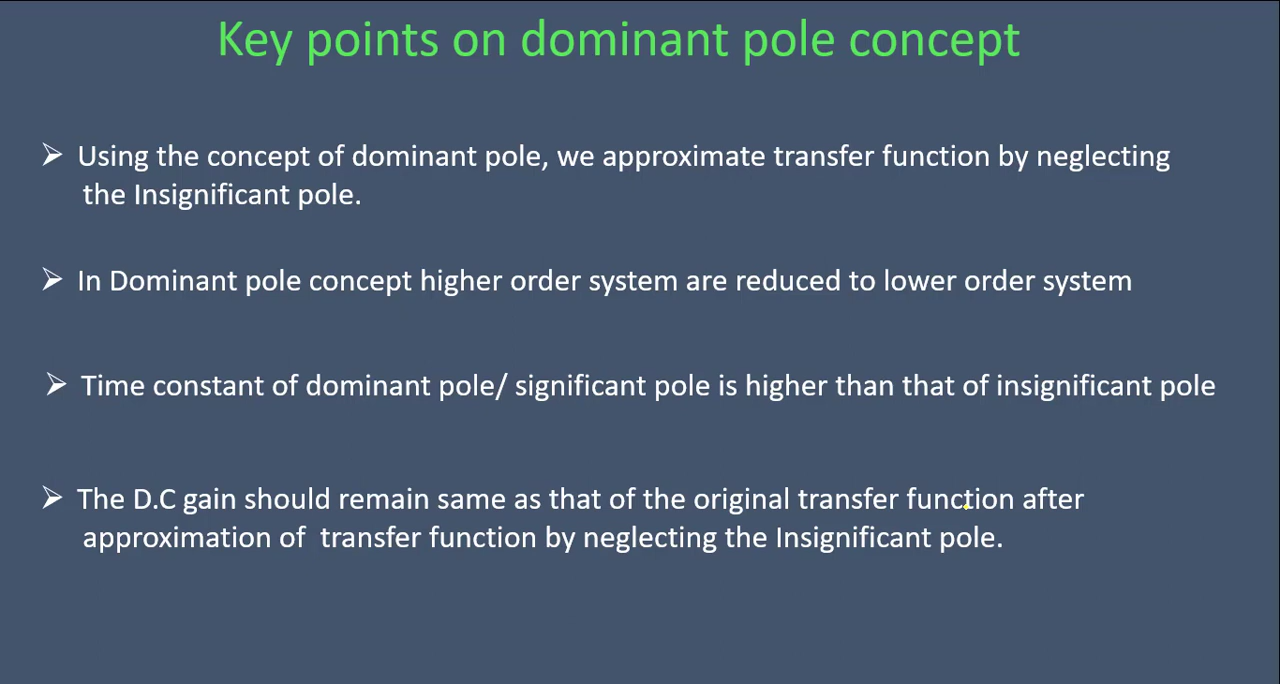 Key points on dominant pole concept
➢ Using the concept of dominant pole, we approximate transfer function by neglecting
the Insignificant pole.
➢ In Dominant pole concept higher order system are reduced to lower order system
➢ Time constant of dominant pole/ significant pole is higher than that of insignificant pole
➢ The D.C gain should remain same as that of the original transfer function after
approximation of transfer function by neglecting the Insignificant pole.